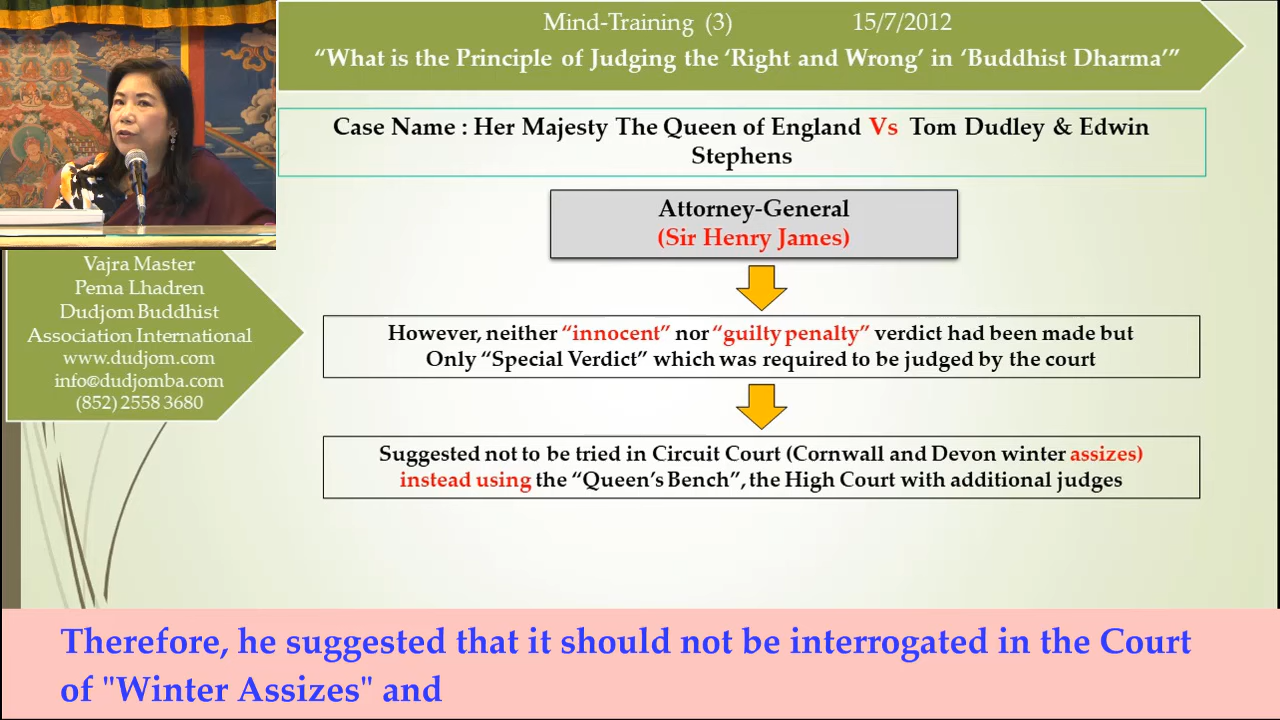 Mind-Training (3) 15/7/2012
“What is the Principle of Judging the ‘Right and Wrong’ in ‘Buddhist Dharma’”
Case Name : Her Majesty The Queen of England Vs Tom Dudley & Edwin
Stephens
Attorney-General
(Sir Henry James)
Vajra Master
Pema Lhadren
Dudjom Buddhist
Association International
www.dudjom.com
info@dudjomba.com
(852) 2558 3680
However, neither “innocent” nor “guilty penalty” verdict had been made but
Only “Special Verdict” which was required to be judged by the court
Suggested not to be tried in Circuit Court (Cornwall and Devon winter assizes)
instead using the “Queen’s Bench”, the High Court with additional judges
Therefore, he suggested that it should not be interrogated in the Court
of "Winter Assizes" and